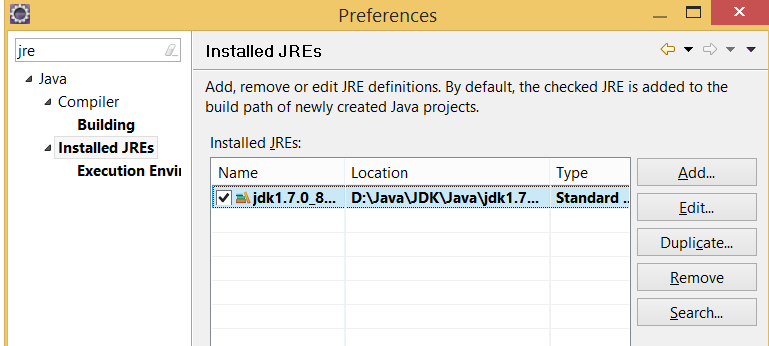 Preferences
jre
Installed JREs
Java
Compiler
Building
Installed JREs
Execution Envi
Add, remove or edit JRE definitions. By default, the checked JRE is added to the
build path of newly created Java projects.
Installed JREs:
Name Location Type
jdk1.7.0_8... D:\Java\JDK\Java\jdk1.7... Standard ...
Add...
Edit...
Duplicate...
Remove
Search...